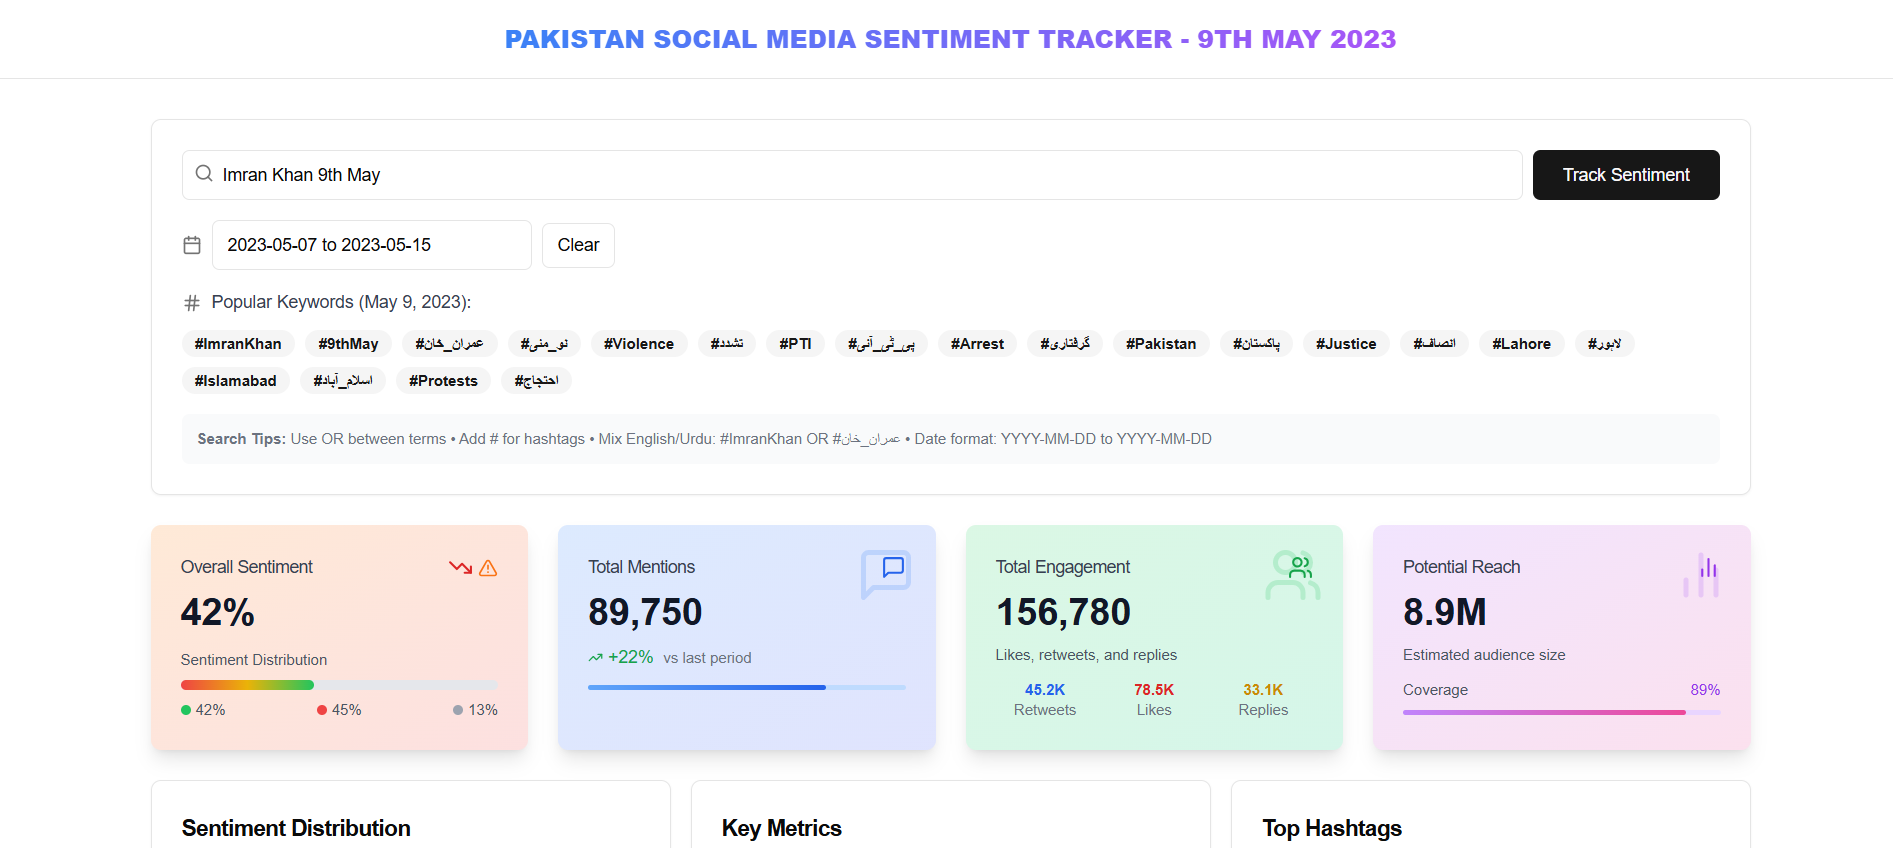 PAKISTAN SOCIAL MEDIA SENTIMENT TRACKER - 9TH MAY 2023
Imran Khan 9th May
Track Sentiment
2023-05-07 to 2023-05-15
Clear
Popular Keywords (May 9, 2023):
#ImranKhan #9thMay #عمران_خان #نو_مئی #Violence #تشدد #PTI #پی_ٹی_آئی #Arrest #گرفتاری #Pakistan #پاکستان #Justice #انصاف #Lahore #لاہور
#Islamabad #اسلام_آباد #Protests #احتجاج
Search Tips: Use OR between terms • Add # for hashtags • Mix English/Urdu: #ImranKhan OR #عمران_خان • Date format: YYYY-MM-DD to YYYY-MM-DD
Overall Sentiment
42%
Sentiment Distribution
42% 45% 13%
Total Mentions
89,750
+22% vs last period
Total Engagement
156,780
Likes, retweets, and replies
45.2K 78.5K 33.1K
Retweets Likes Replies
Potential Reach
8.9M
Estimated audience size
Coverage 89%
Sentiment Distribution
Key Metrics
Top Hashtags